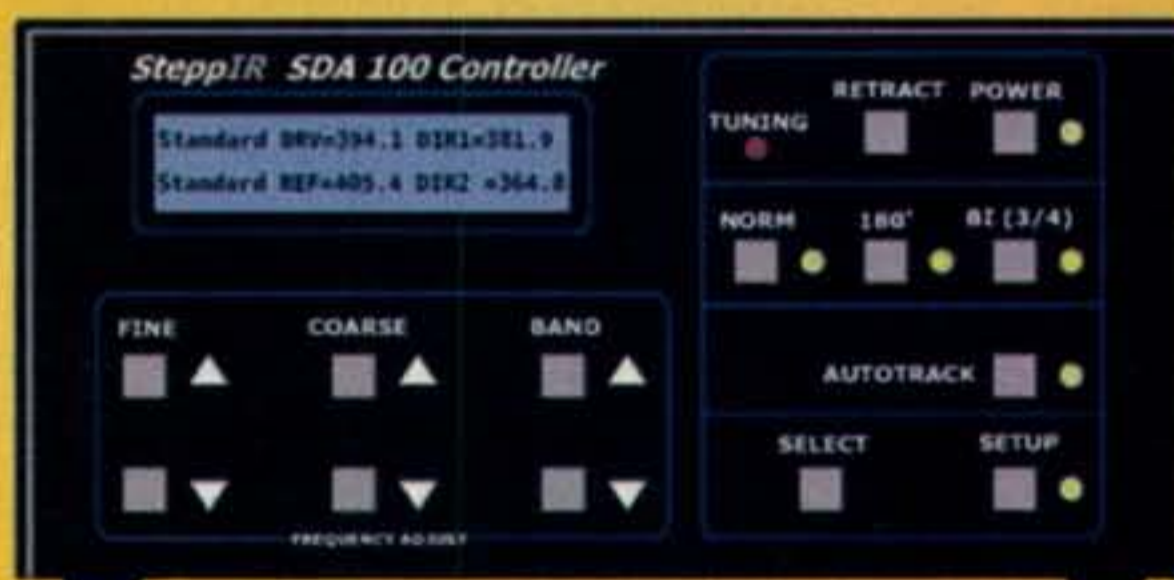 SteppIR SDA 100 Controller
Standard DRV=394.1 DIR1=381.9
Standard REF=405.4 DIR2 =364.8
TUNING
RETRACT
POWER
NORM
180°
BI (3/4)
FINE
COARSE
BAND
AUTOTRACK
SELECT
SETUP
FREQUENCY ADJUST